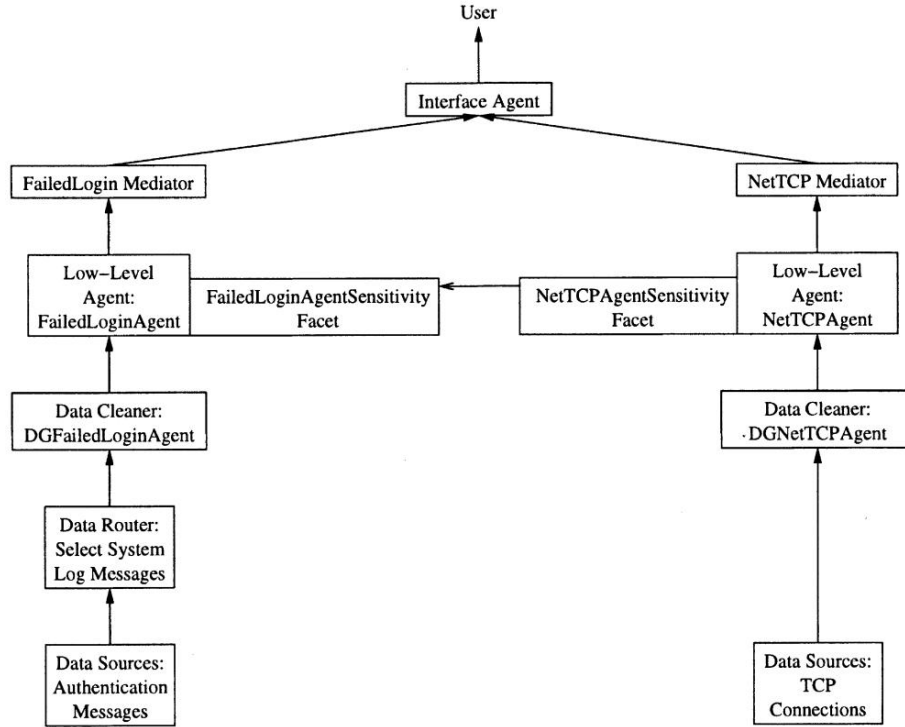 User
Interface Agent
FailedLogin Mediator
NetTCP Mediator
Low-Level
Agent:
FailedLoginAgent
FailedLoginAgentSensitivity
Facet
NetTCPAgentSensitivity
Facet
Low-Level
Agent:
NetTCPAgent
Data Cleaner:
DGFailedLoginAgent
Data Cleaner:
DGNetTCPAgent
Data Router:
Select System
Log Messages
Data Sources:
Authentication
Messages
Data Sources:
TCP
Connections